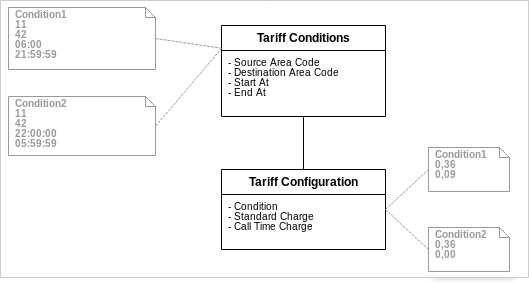 Condition1
11
42
06:00
21:59:59
Tariff Conditions
- Source Area Code
- Destination Area Code
- Start At
- End At
Condition2
11
42
22:00:00
05:59:59
Tariff Configuration
- Condition
- Standard Charge
- Call Time Charge
Condition1
0,36
0,09
Condition2
0,36
0,00